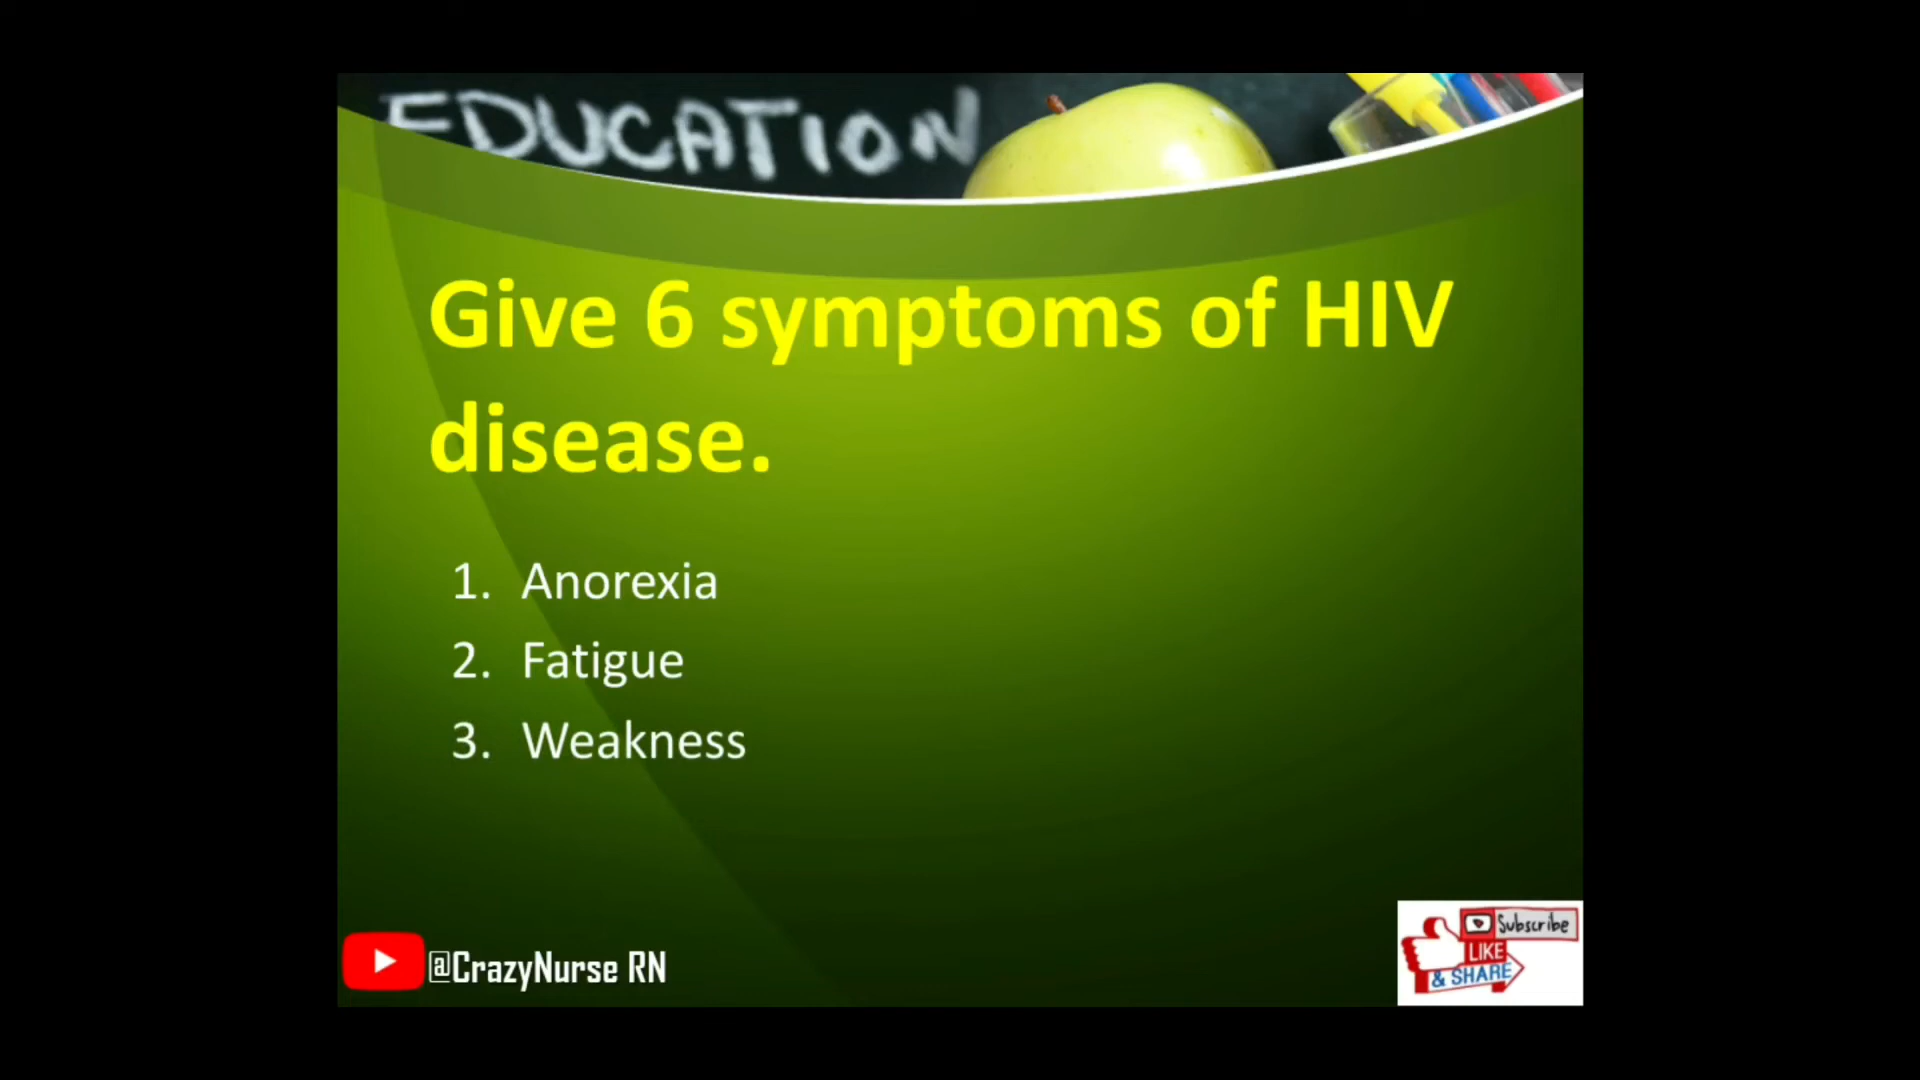 EDUCATION
Give 6 symptoms of HIV
disease.
1. Anorexia
2. Fatigue
3. Weakness
@CrazyNurse RN
Subscribe
LIKE
& SHARE